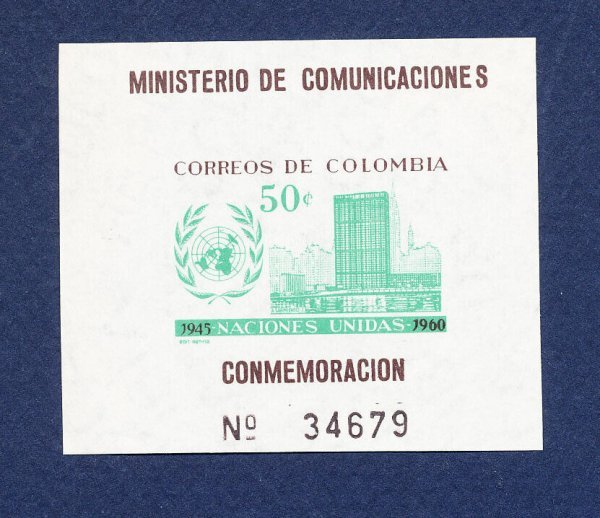 MINISTERIO DE COMUNICACIONES
CORREOS DE COLOMBIA
50¢
1945-NACIONES UNIDAS-1960
CONMEMORACION
Nº 34679